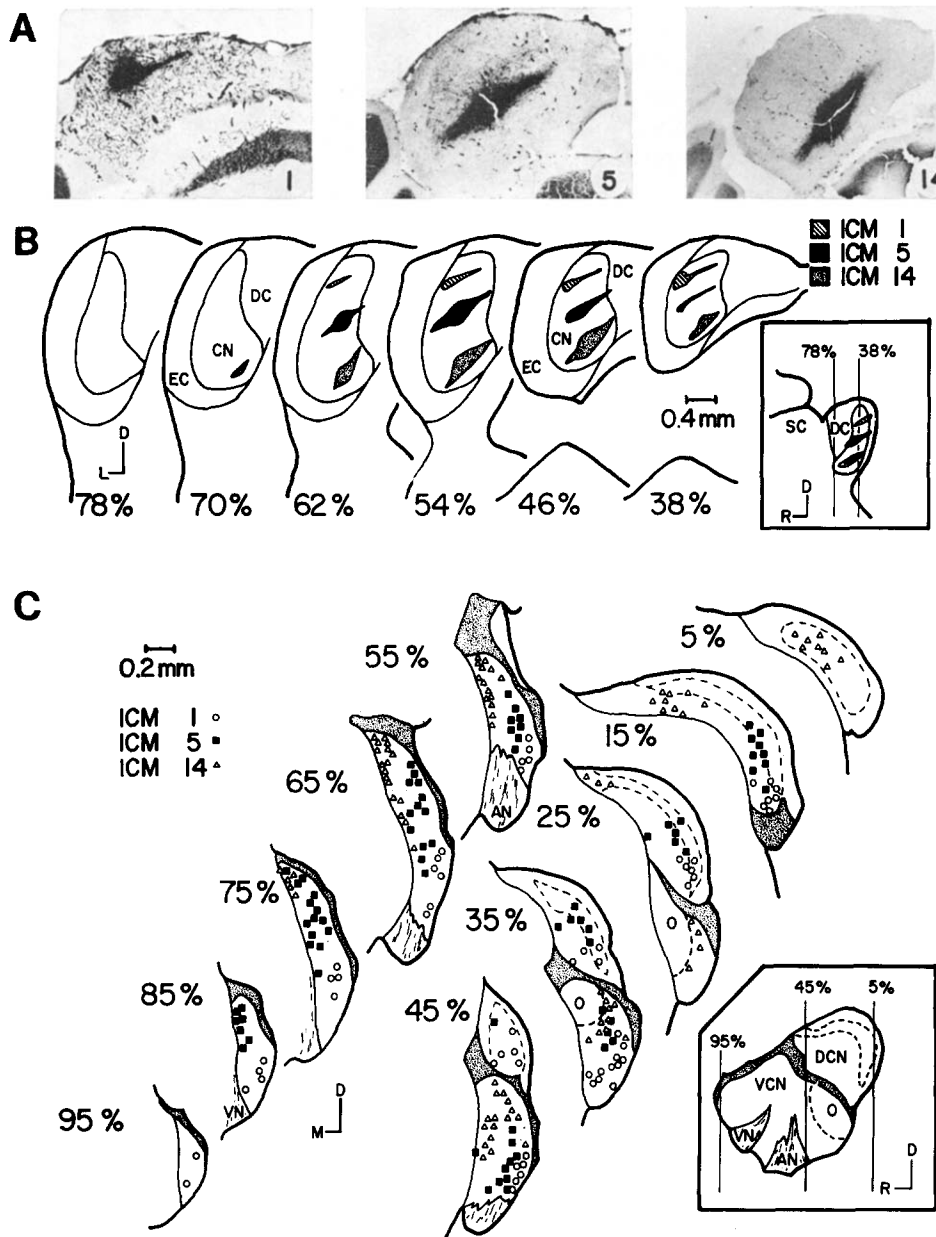 A
1
5
14
B
ICM 1
ICM 5
ICM 14
DC
CN
EC
DC
CN
EC
D
L
0.4 mm
78%
70%
62%
54%
46%
38%
78%
38%
SC
DC
D
R
C
0.2 mm
ICM 1
ICM 5
ICM 14
55%
5%
15%
65%
AN
25%
75%
35%
O
85%
45%
O
VN
95%
D
M
95%
45%
5%
DCN
VCN
O
VN
AN
D
R